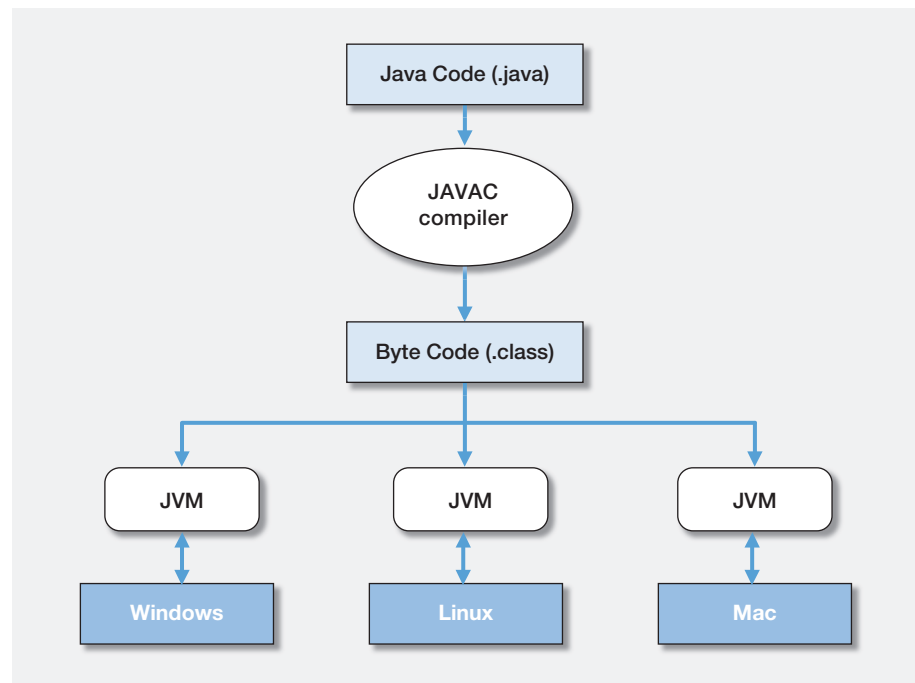 Java Code (.java)
JAVAC
compiler
Byte Code (.class)
JVM
JVM
JVM
Windows
Linux
Mac